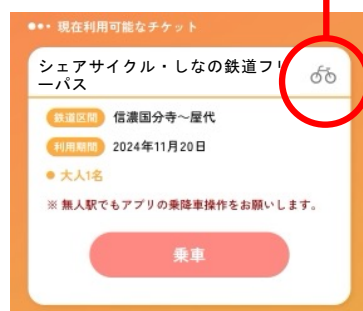 現在利用可能なチケット
シェアサイクル・しなの鉄道フリ
ーパス
鉄道区間 信濃国分寺～屋代
利用期間 2024年11月20日
大人1名
※ 無人駅でもアプリの乗降車操作をお願いします。
乗車